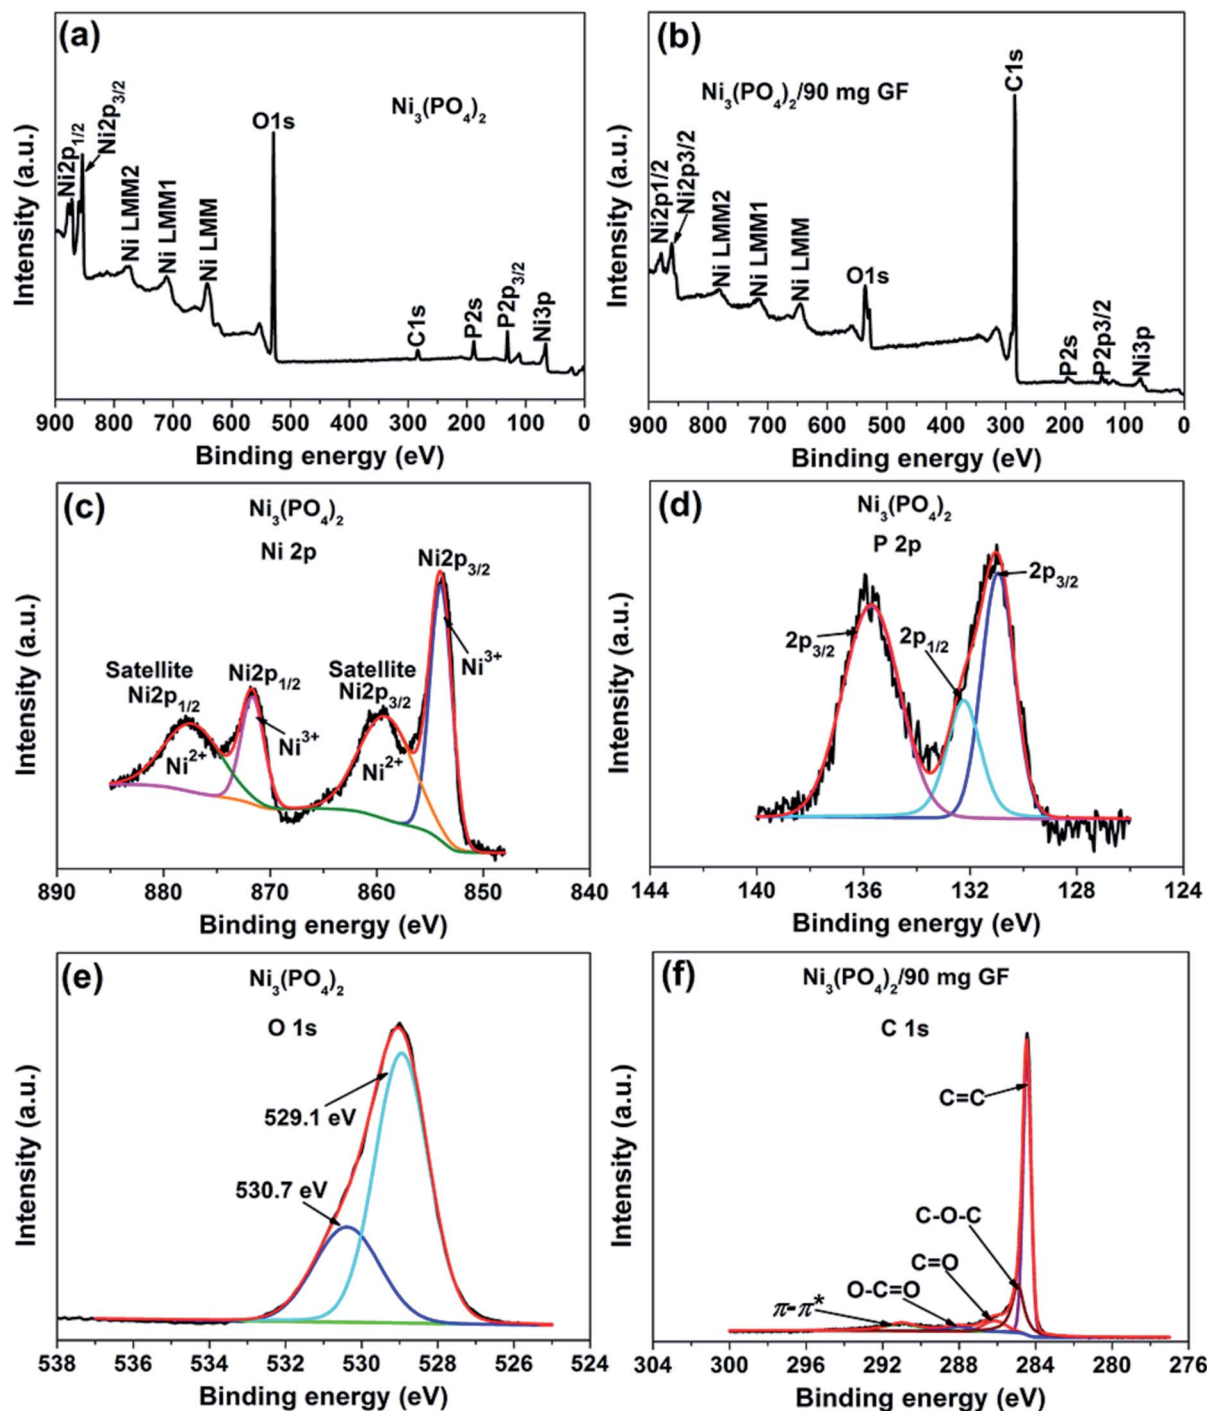 (a)
Ni₃(PO₄)₂
Ni2p₁/₂
Ni2p₃/₂
Ni LMM2
Ni LMM1
Ni LMM
O1s
C1s
P2s
P2p₃/₂
Ni3p
Intensity (a.u.)
900 800 700 600 500 400 300 200 100 0
Binding energy (eV)
(b)
Ni₃(PO₄)₂/90 mg GF
Ni2p1/2
Ni2p3/2
Ni LMM2
Ni LMM1
Ni LMM
O1s
C1s
P2s
P2p3/2
Ni3p
Intensity (a.u.)
900 800 700 600 500 400 300 200 100 0
Binding energy (eV)
(c)
Ni₃(PO₄)₂
Ni 2p
Ni2p₃/₂
Ni³⁺
Satellite
Ni2p₁/₂
Ni²⁺
Ni2p₁/₂
Ni³⁺
Satellite
Ni2p₃/₂
Ni²⁺
Intensity (a.u.)
890 880 870 860 850 840
Binding energy (eV)
(d)
Ni₃(PO₄)₂
P 2p
2p₃/₂
2p₁/₂
2p₃/₂
Intensity (a.u.)
144 140 136 132 128 124
Binding energy (eV)
(e)
Ni₃(PO₄)₂
O 1s
529.1 eV
530.7 eV
Intensity (a.u.)
538 536 534 532 530 528 526 524
Binding energy (eV)
(f)
Ni₃(PO₄)₂/90 mg GF
C 1s
C=C
C-O-C
C=O
O-C=O
π-π*
Intensity (a.u.)
304 300 296 292 288 284 280 276
Binding energy (eV)